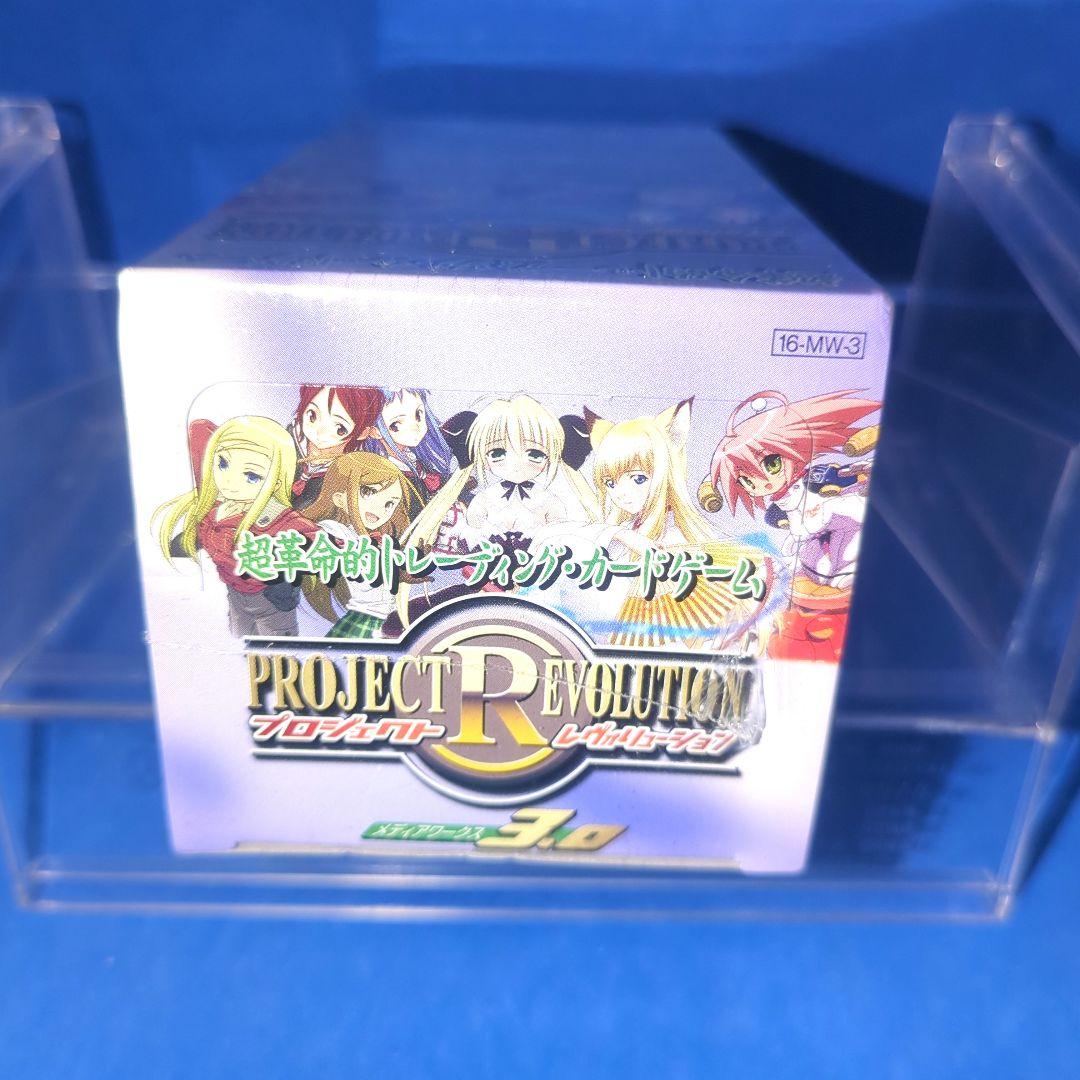 16-MW-3
超革命的トレーディング・カードゲーム
PROJECT REVOLUTION
プロジェクト レヴォリューション
メディアワークス 3.0